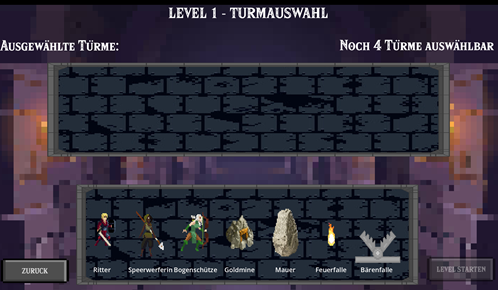 LEVEL 1 - TURMAUSWAHL
AUSGEWÄHLTE TÜRME:
NOCH 4 TÜRME AUSWÄHLBAR
Ritter Speerwerferin Bogenschütze Goldmine Mauer Feuerfalle Bärenfalle
ZURÜCK
LEVEL STARTEN